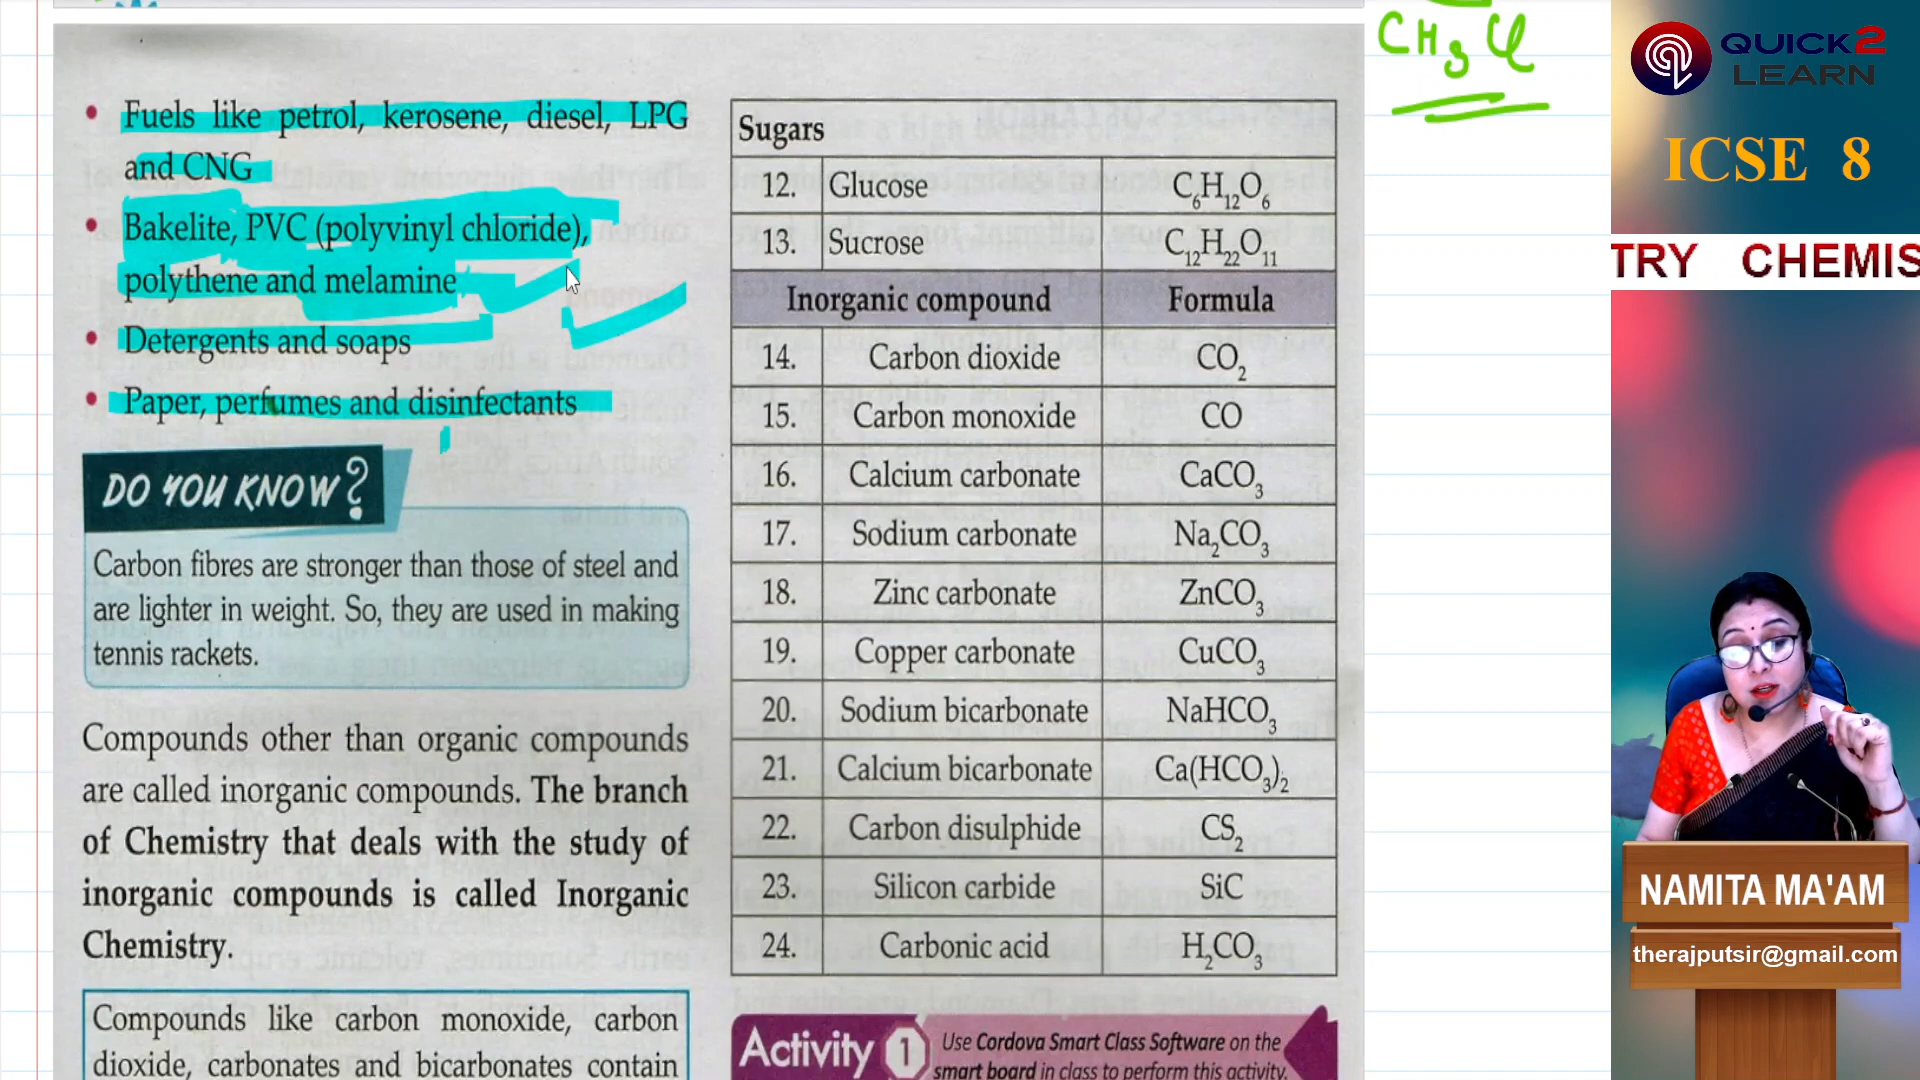 • Fuels like petrol, kerosene, diesel, LPG
and CNG
• Bakelite, PVC (polyvinyl chloride),
polythene and melamine
• Detergents and soaps
• Paper, perfumes and disinfectants
DO YOU KNOW?
Carbon fibres are stronger than those of steel and
are lighter in weight. So, they are used in making
tennis rackets.
Compounds other than organic compounds
are called inorganic compounds. The branch
of Chemistry that deals with the study of
inorganic compounds is called Inorganic
Chemistry.
Compounds like carbon monoxide, carbon
dioxide, carbonates and bicarbonates contain
Sugars
12. Glucose C₆H₁₂O₆
13. Sucrose C₁₂H₂₂O₁₁
Inorganic compound Formula
14. Carbon dioxide CO₂
15. Carbon monoxide CO
16. Calcium carbonate CaCO₃
17. Sodium carbonate Na₂CO₃
18. Zinc carbonate ZnCO₃
19. Copper carbonate CuCO₃
20. Sodium bicarbonate NaHCO₃
21. Calcium bicarbonate Ca(HCO₃)₂
22. Carbon disulphide CS₂
23. Silicon carbide SiC
24. Carbonic acid H₂CO₃
Activity 1 Use Cordova Smart Class Software on the
smart board in class to perform this activity.
CH₃Cl
QUICK2
LEARN
ICSE 8
TRY CHEMIS
NAMITA MA'AM
therajputsir@gmail.com